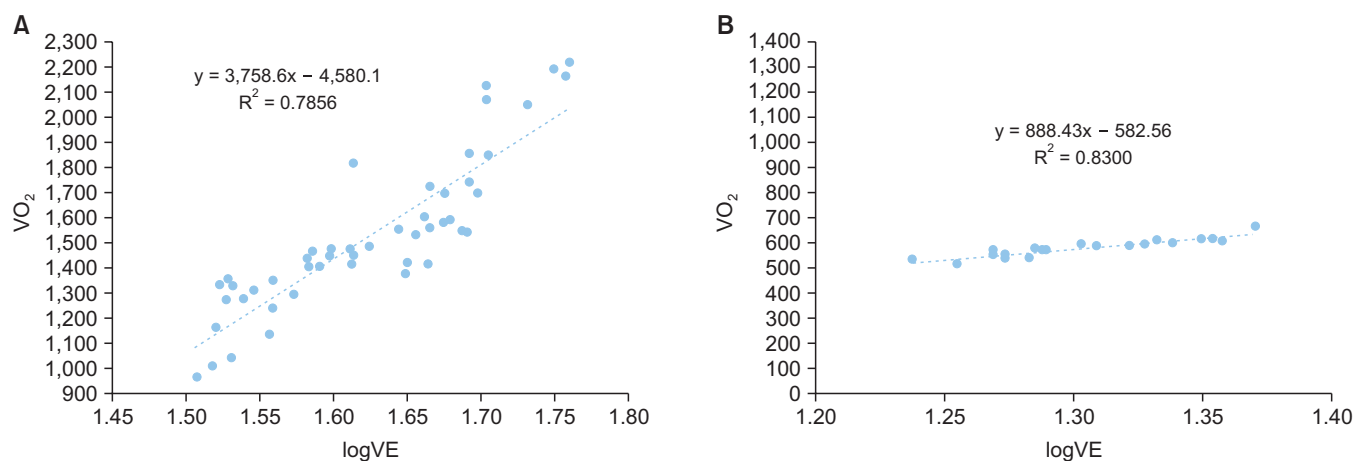 A
VO2
2,300
2,200
2,100
2,000
1,900
1,800
1,700
1,600
1,500
1,400
1,300
1,200
1,100
1,000
900
y = 3,758.6x − 4,580.1
R2 = 0.7856
1.45 1.50 1.55 1.60 1.65 1.70 1.75 1.80
logVE
B
VO2
1,400
1,300
1,200
1,100
1,000
900
800
700
600
500
400
300
200
100
0
y = 888.43x − 582.56
R2 = 0.8300
1.20 1.25 1.30 1.35 1.40
logVE